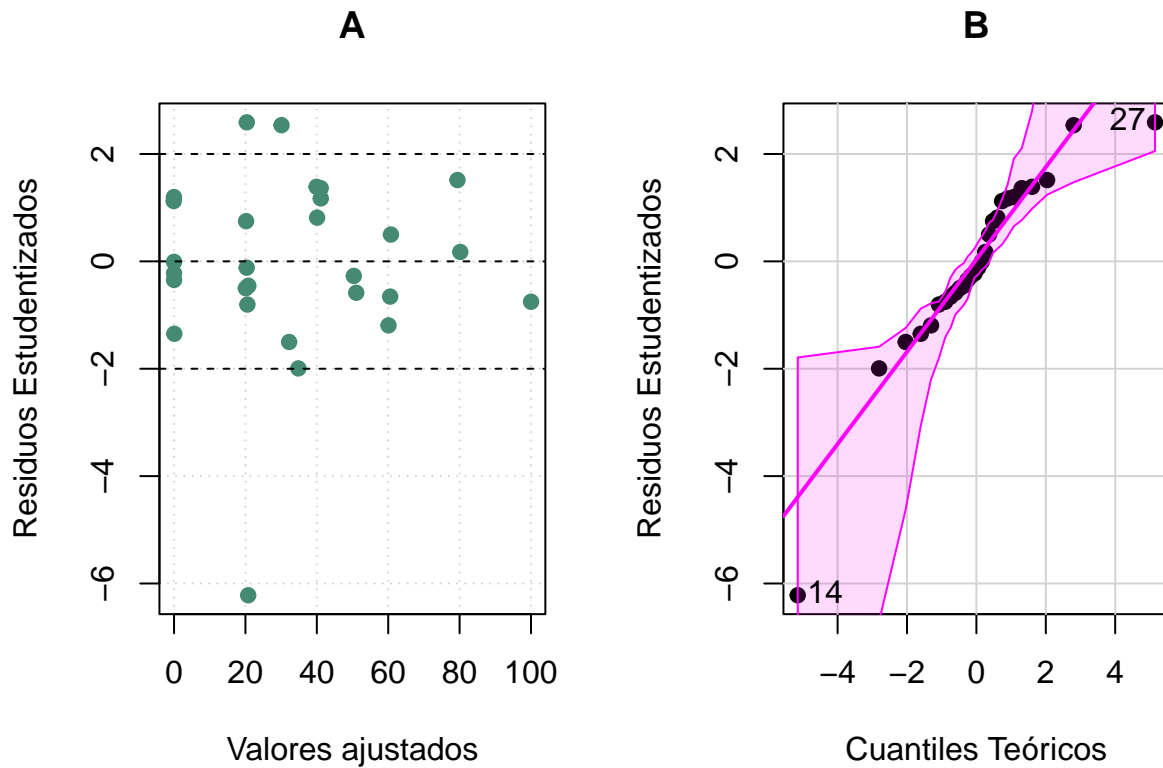 A
Residuos Estudentizados
2
0
−2
−4
−6
0 20 40 60 80 100
Valores ajustados
B
Residuos Estudentizados
2
0
−2
−4
−6
27
14
−4 −2 0 2 4
Cuantiles Teóricos